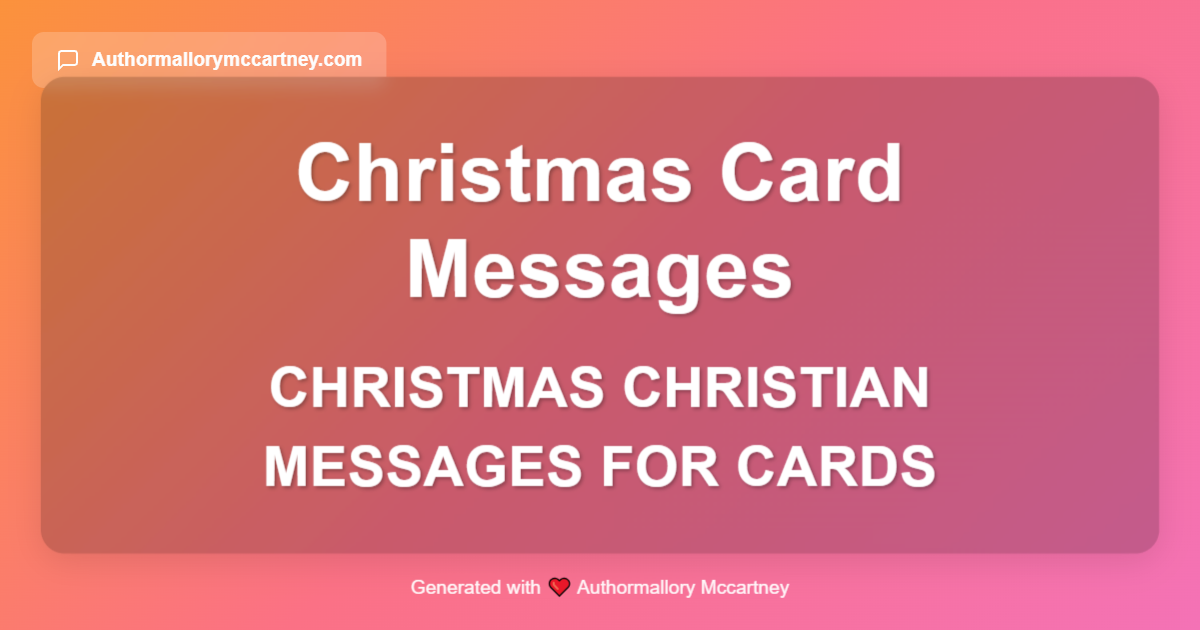 Authormallorymccartney.com
Christmas Card
Messages
CHRISTMAS CHRISTIAN
MESSAGES FOR CARDS
Generated with ❤️ Authormallory Mccartney